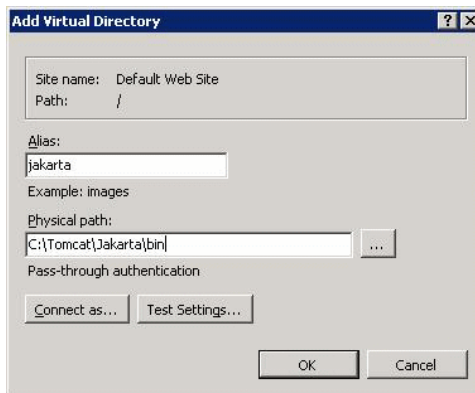 Add Virtual Directory
Site name: Default Web Site
Path: /
Alias:
jakarta
Example: images
Physical path:
C:\Tomcat\Jakarta\bin
...
Pass-through authentication
Connect as... Test Settings...
OK Cancel